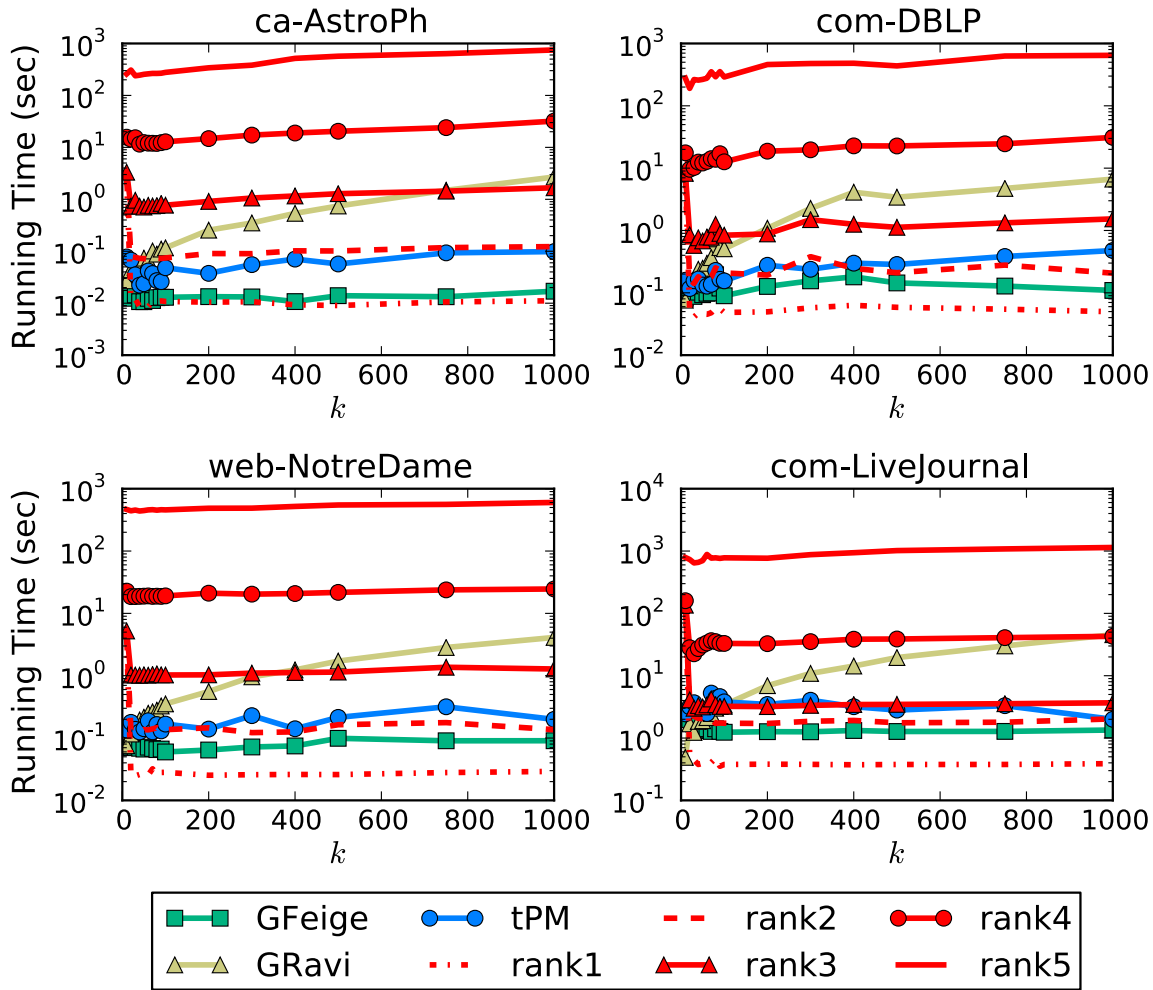 ca-AstroPh
com-DBLP
Running Time (sec)
10^3
10^2
10^1
10^0
10^-1
10^-2
10^-3
0 200 400 600 800 1000
k
10^3
10^2
10^1
10^0
10^-1
10^-2
0 200 400 600 800 1000
k
web-NotreDame
com-LiveJournal
Running Time (sec)
10^3
10^2
10^1
10^0
10^-1
10^-2
0 200 400 600 800 1000
k
10^4
10^3
10^2
10^1
10^0
10^-1
0 200 400 600 800 1000
k
GFeige tPM rank2 rank4
GRavi rank1 rank3 rank5